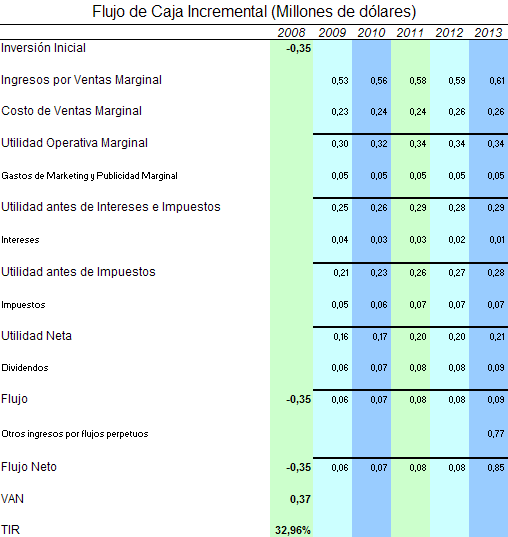 Flujo de Caja Incremental (Millones de dólares)
2008 2009 2010 2011 2012 2013
Inversión Inicial -0,35
Ingresos por Ventas Marginal 0,53 0,56 0,58 0,59 0,61
Costo de Ventas Marginal 0,23 0,24 0,24 0,26 0,26
Utilidad Operativa Marginal 0,30 0,32 0,34 0,34 0,34
Gastos de Marketing y Publicidad Marginal 0,05 0,05 0,05 0,05 0,05
Utilidad antes de Intereses e Impuestos 0,25 0,26 0,29 0,28 0,29
Intereses 0,04 0,03 0,03 0,02 0,01
Utilidad antes de Impuestos 0,21 0,23 0,26 0,27 0,28
Impuestos 0,05 0,06 0,07 0,07 0,07
Utilidad Neta 0,16 0,17 0,20 0,20 0,21
Dividendos 0,06 0,07 0,08 0,08 0,09
Flujo -0,35 0,06 0,07 0,08 0,08 0,09
Otros ingresos por flujos perpetuos 0,77
Flujo Neto -0,35 0,06 0,07 0,08 0,08 0,85
VAN 0,37
TIR 32,96%